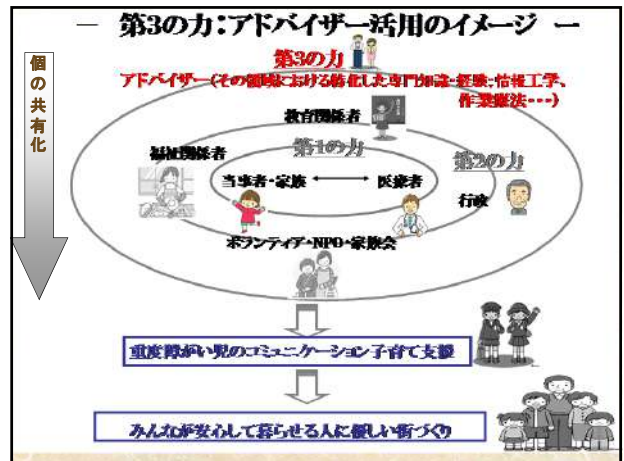 ― 第3の力：アドバイザー活用のイメージ ―
個の共有化
第3の力
アドバイザー(その領域における特化した専門知識・経験・情報工学、
作業療法・・・)
教育関係者
福祉関係者
第1の力
第2の力
当事者・家族
医療者
行政
ボランティア・NPO・家族会
重度障がい児のコミュニケーション子育て支援
みんなが安心して暮らせる人に優しい街づくり